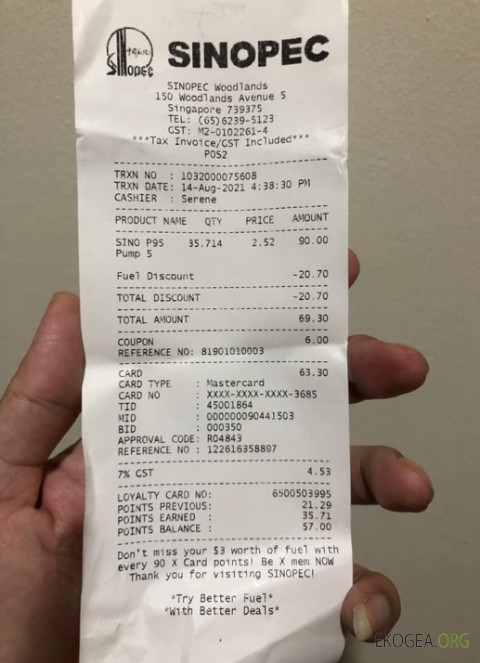 中国石化
SINOPEC
SINOPEC
SINOPEC Woodlands
150 Woodlands Avenue 5
Singapore 739375
TEL: (65)6239-5123
GST: M2-0102261-4
***Tax Invoice/GST Included***
POS2
TRXN NO : 1032000075608
TRXN DATE: 14-Aug-2021 4:38:30 PM
CASHIER : Serene
PRODUCT NAME QTY PRICE AMOUNT
SINO P95 35.714 2.52 90.00
Pump 5
Fuel Discount -20.70
TOTAL DISCOUNT -20.70
TOTAL AMOUNT 69.30
COUPON 6.00
REFERENCE NO: 81901010003
CARD 63.30
CARD TYPE : Mastercard
CARD NO : XXXX-XXXX-XXXX-3685
TID : 45001864
MID : 000000090441503
BID : 000350
APPROVAL CODE: R04843
REFERENCE NO : 122616358897
7% GST 4.53
LOYALTY CARD NO: 6500503995
POINTS PREVIOUS: 21.29
POINTS EARNED : 35.71
POINTS BALANCE : 57.00
Don't miss your $3 worth of fuel with
every 90 X Card points! Be X mem NOW
Thank you for visiting SINOPEC!
*Try Better Fuel*
*With Better Deals*
EKOGEA.ORG